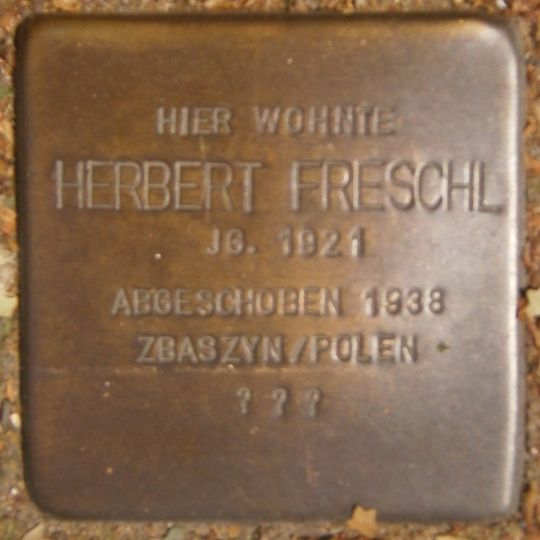 HIER WOHNTE
HERBERT FRESCHL
JG. 1921
ABGESCHOBEN 1938
ZBASZYN/POLEN
? ? ?